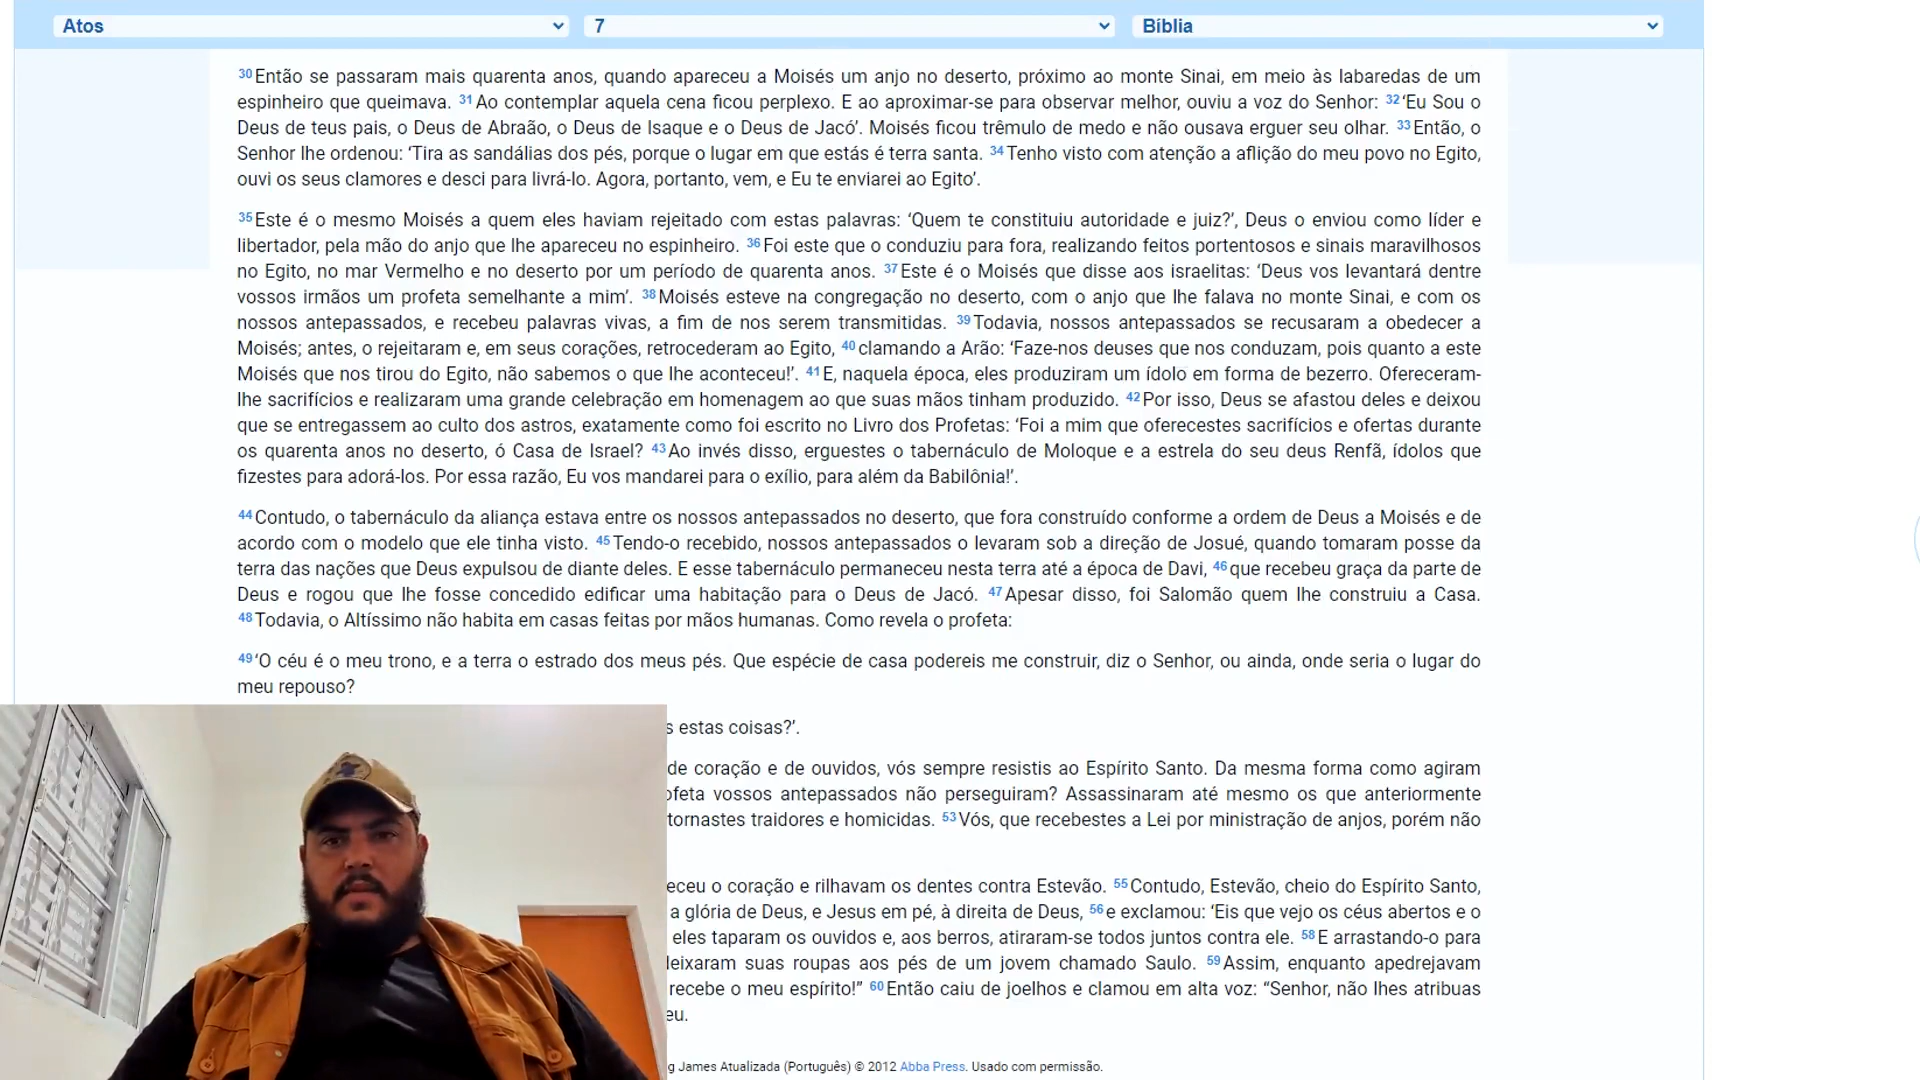 Atos 7 Bíblia
30Então se passaram mais quarenta anos, quando apareceu a Moisés um anjo no deserto, próximo ao monte Sinai, em meio às labaredas de um
espinheiro que queimava. 31Ao contemplar aquela cena ficou perplexo. E ao aproximar-se para observar melhor, ouviu a voz do Senhor: 32‘Eu Sou o
Deus de teus pais, o Deus de Abraão, o Deus de Isaque e o Deus de Jacó’. Moisés ficou trêmulo de medo e não ousava erguer seu olhar. 33Então, o
Senhor lhe ordenou: ‘Tira as sandálias dos pés, porque o lugar em que estás é terra santa. 34Tenho visto com atenção a aflição do meu povo no Egito,
ouvi os seus clamores e desci para livrá-lo. Agora, portanto, vem, e Eu te enviarei ao Egito’.
35Este é o mesmo Moisés a quem eles haviam rejeitado com estas palavras: ‘Quem te constituiu autoridade e juiz?’, Deus o enviou como líder e
libertador, pela mão do anjo que lhe apareceu no espinheiro. 36Foi este que o conduziu para fora, realizando feitos portentosos e sinais maravilhosos
no Egito, no mar Vermelho e no deserto por um período de quarenta anos. 37Este é o Moisés que disse aos israelitas: ‘Deus vos levantará dentre
vossos irmãos um profeta semelhante a mim’. 38Moisés esteve na congregação no deserto, com o anjo que lhe falava no monte Sinai, e com os
nossos antepassados, e recebeu palavras vivas, a fim de nos serem transmitidas. 39Todavia, nossos antepassados se recusaram a obedecer a
Moisés; antes, o rejeitaram e, em seus corações, retrocederam ao Egito, 40clamando a Arão: ‘Faze-nos deuses que nos conduzam, pois quanto a este
Moisés que nos tirou do Egito, não sabemos o que lhe aconteceu!’. 41E, naquela época, eles produziram um ídolo em forma de bezerro. Ofereceram-
lhe sacrifícios e realizaram uma grande celebração em homenagem ao que suas mãos tinham produzido. 42Por isso, Deus se afastou deles e deixou
que se entregassem ao culto dos astros, exatamente como foi escrito no Livro dos Profetas: ‘Foi a mim que oferecestes sacrifícios e ofertas durante
os quarenta anos no deserto, ó Casa de Israel? 43Ao invés disso, erguestes o tabernáculo de Moloque e a estrela do seu deus Renfã, ídolos que
fizestes para adorá-los. Por essa razão, Eu vos mandarei para o exílio, para além da Babilônia!’.
44Contudo, o tabernáculo da aliança estava entre os nossos antepassados no deserto, que fora construído conforme a ordem de Deus a Moisés e de
acordo com o modelo que ele tinha visto. 45Tendo-o recebido, nossos antepassados o levaram sob a direção de Josué, quando tomaram posse da
terra das nações que Deus expulsou de diante deles. E esse tabernáculo permaneceu nesta terra até a época de Davi, 46que recebeu graça da parte de
Deus e rogou que lhe fosse concedido edificar uma habitação para o Deus de Jacó. 47Apesar disso, foi Salomão quem lhe construiu a Casa.
48Todavia, o Altíssimo não habita em casas feitas por mãos humanas. Como revela o profeta:
49‘O céu é o meu trono, e a terra o estrado dos meus pés. Que espécie de casa podereis me construir, diz o Senhor, ou ainda, onde seria o lugar do
meu repouso?
s estas coisas?’.
de coração e de ouvidos, vós sempre resistis ao Espírito Santo. Da mesma forma como agiram
ofeta vossos antepassados não perseguiram? Assassinaram até mesmo os que anteriormente
tornastes traidores e homicidas. 53Vós, que recebestes a Lei por ministração de anjos, porém não
eceu o coração e rilhavam os dentes contra Estevão. 55Contudo, Estevão, cheio do Espírito Santo,
a glória de Deus, e Jesus em pé, à direita de Deus, 56e exclamou: ‘Eis que vejo os céus abertos e o
eles taparam os ouvidos e, aos berros, atiraram-se todos juntos contra ele. 58E arrastando-o para
leixaram suas roupas aos pés de um jovem chamado Saulo. 59Assim, enquanto apedrejavam
recebe o meu espírito!” 60Então caiu de joelhos e clamou em alta voz: “Senhor, não lhes atribuas
eu.
g James Atualizada (Português) © 2012 Abba Press. Usado com permissão.